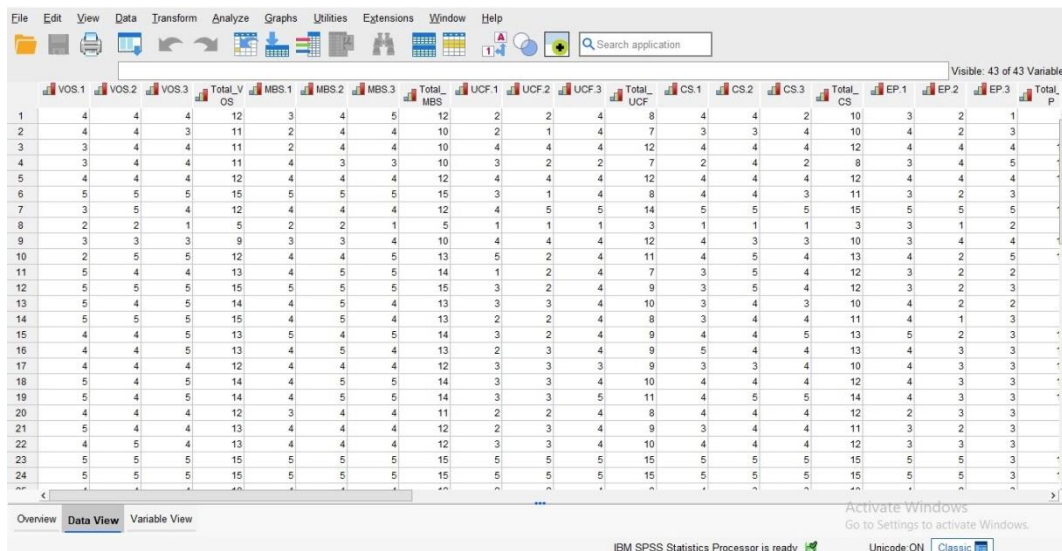 File Edit View Data Transform Analyze Graphs Utilities Extensions Window Help
Search application
Visible: 43 of 43 Variable
VOS.1 VOS.2 VOS.3 Total_VOS MBS.1 MBS.2 MBS.3 Total_MBS UCF.1 UCF.2 UCF.3 Total_UCF CS.1 CS.2 CS.3 Total_CS EP.1 EP.2 EP.3 Total_P
1 4 4 4 12 3 4 5 12 2 2 4 8 4 4 2 10 3 2 1
2 4 4 3 11 2 4 4 10 2 1 4 7 3 3 4 10 4 2 3
3 3 4 4 11 2 4 4 10 4 4 4 12 4 4 4 12 4 4 4
4 3 4 4 11 4 3 3 10 3 2 2 7 2 4 2 8 3 4 5
5 4 4 4 12 4 4 4 12 4 4 4 12 4 4 4 12 4 4 4
6 5 5 5 15 5 5 5 15 3 1 4 8 4 4 3 11 3 2 3
7 3 5 4 12 4 4 4 12 4 5 5 14 5 5 5 15 5 5 5
8 2 2 1 5 2 2 1 5 1 1 1 3 1 1 1 3 3 1 2
9 3 3 3 9 3 3 4 10 4 4 4 12 4 3 3 10 3 4 4
10 2 5 5 12 4 4 5 13 5 2 4 11 4 5 4 13 4 2 5
11 5 4 4 13 4 5 5 14 1 2 4 7 3 5 4 12 3 2 2
12 5 5 5 15 5 5 5 15 3 2 4 9 3 5 4 12 3 2 3
13 5 4 5 14 4 5 4 13 3 3 4 10 3 4 3 10 4 2 2
14 5 5 5 15 4 5 4 13 2 2 4 8 3 4 4 11 4 1 3
15 4 4 5 13 5 4 5 14 3 2 4 9 4 4 5 13 5 2 3
16 4 4 5 13 4 5 4 13 2 3 4 9 5 4 4 13 4 3 3
17 4 4 4 12 4 4 4 12 3 3 3 9 3 3 4 10 4 3 3
18 5 4 5 14 4 5 5 14 3 3 4 10 4 4 4 12 4 3 3
19 5 4 5 14 4 5 5 14 3 3 5 11 4 5 5 14 4 3 3
20 4 4 4 12 3 4 4 11 2 2 4 8 4 4 4 12 2 3 3
21 5 4 4 13 4 4 4 12 2 3 4 9 4 3 4 11 3 2 3
22 4 5 4 13 4 4 4 12 3 3 4 10 4 4 4 12 3 3 3
23 5 5 5 15 5 5 5 15 5 5 5 15 5 5 5 15 5 5 3
24 5 5 5 15 5 5 5 15 5 5 5 15 5 5 5 15 5 5 3
Overview Data View Variable View
Activate Windows
Go to Settings to activate Windows.
IBM SPSS Statistics Processor is ready Unicode:ON Classic